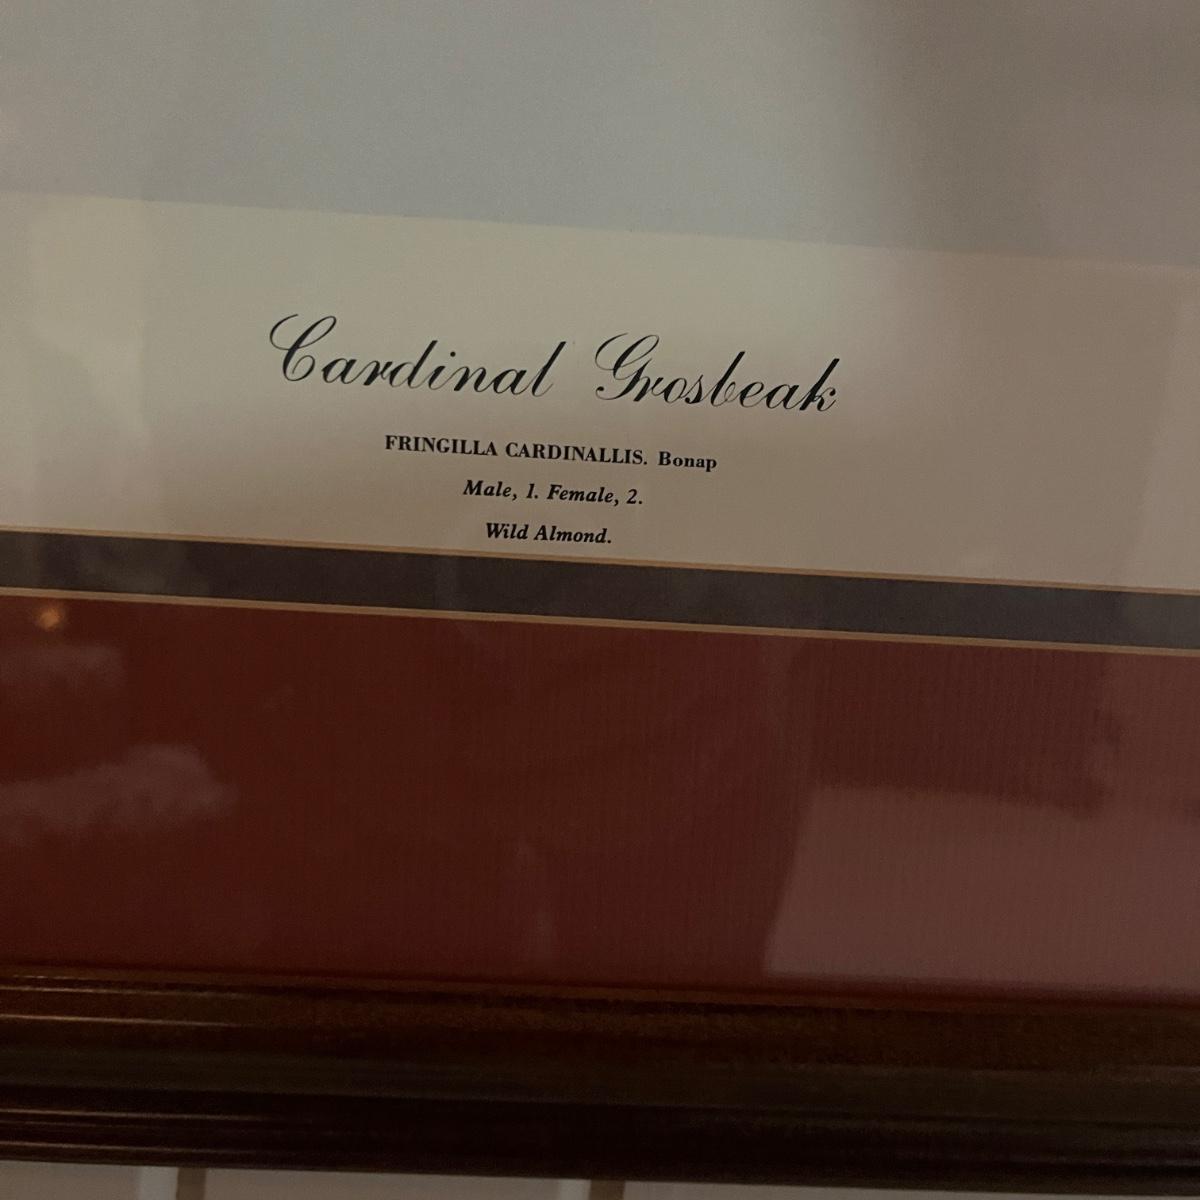 Cardinal Grosbeak
FRINGILLA CARDINALLIS. Bonap
Male, 1. Female, 2.
Wild Almond.